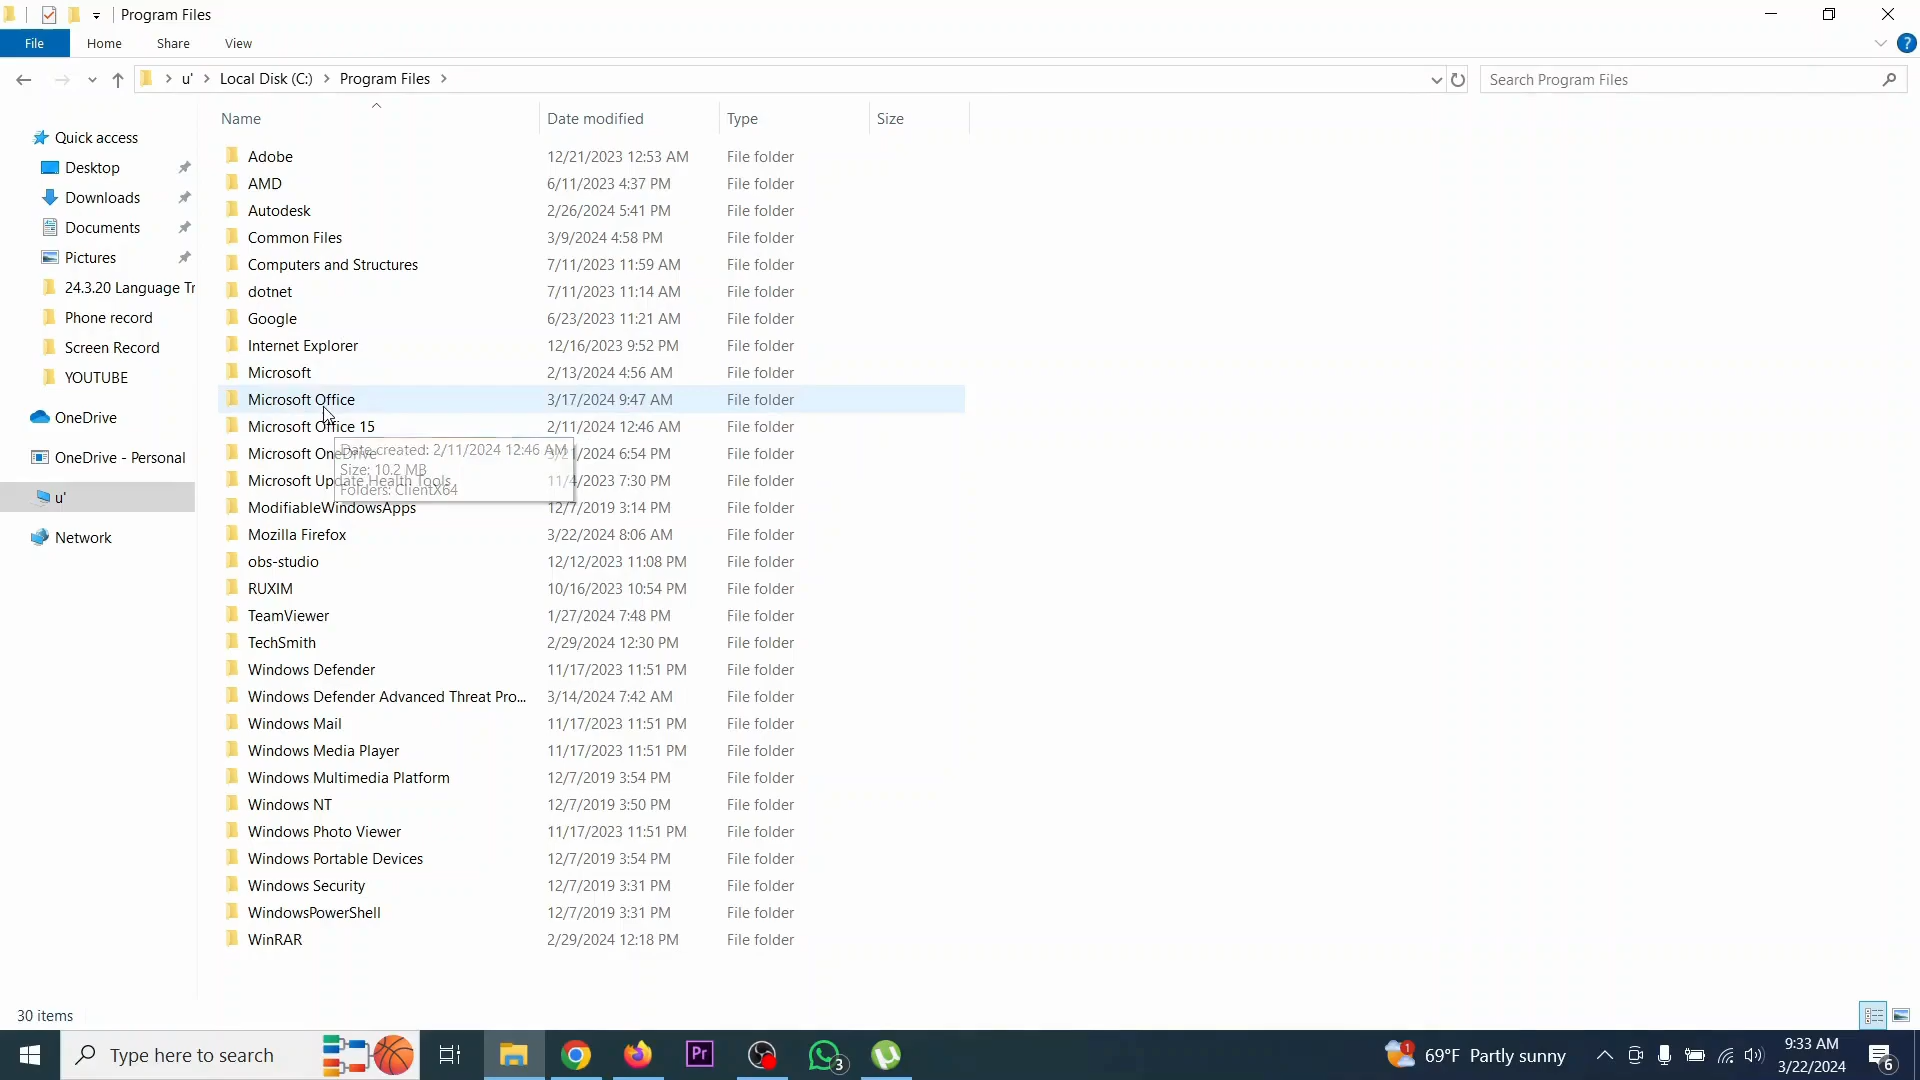 Program Files
File Home Share View
u' Local Disk (C:) Program Files Search Program Files
Name Date modified Type Size
Quick access
Desktop
Downloads
Documents
Pictures
24.3.20 Language Tr
Phone record
Screen Record
YOUTUBE
OneDrive
OneDrive - Personal
u'
Network
Adobe 12/21/2023 12:53 AM File folder
AMD 6/11/2023 4:37 PM File folder
Autodesk 2/26/2024 5:41 PM File folder
Common Files 3/9/2024 4:58 PM File folder
Computers and Structures 7/11/2023 11:59 AM File folder
dotnet 7/11/2023 11:14 AM File folder
Google 6/23/2023 11:21 AM File folder
Internet Explorer 12/16/2023 9:52 PM File folder
Microsoft 2/13/2024 4:56 AM File folder
Microsoft Office 3/17/2024 9:47 AM File folder
Microsoft Office 15 2/11/2024 12:46 AM File folder
Microsoft OneDrive 3/21/2024 6:54 PM File folder
Microsoft Update Health Tools 11/4/2023 7:30 PM File folder
Date created: 2/11/2024 12:46 AM
Size: 10.2 MB
Folders: ClientX64
ModifiableWindowsApps 12/7/2019 3:14 PM File folder
Mozilla Firefox 3/22/2024 8:06 AM File folder
obs-studio 12/12/2023 11:08 PM File folder
RUXIM 10/16/2023 10:54 PM File folder
TeamViewer 1/27/2024 7:48 PM File folder
TechSmith 2/29/2024 12:30 PM File folder
Windows Defender 11/17/2023 11:51 PM File folder
Windows Defender Advanced Threat Pro... 3/14/2024 7:42 AM File folder
Windows Mail 11/17/2023 11:51 PM File folder
Windows Media Player 11/17/2023 11:51 PM File folder
Windows Multimedia Platform 12/7/2019 3:54 PM File folder
Windows NT 12/7/2019 3:50 PM File folder
Windows Photo Viewer 11/17/2023 11:51 PM File folder
Windows Portable Devices 12/7/2019 3:54 PM File folder
Windows Security 12/7/2019 3:31 PM File folder
WindowsPowerShell 12/7/2019 3:31 PM File folder
WinRAR 2/29/2024 12:18 PM File folder
30 items
Type here to search Pr 3 1 69°F Partly sunny 9:33 AM
3/22/2024 6